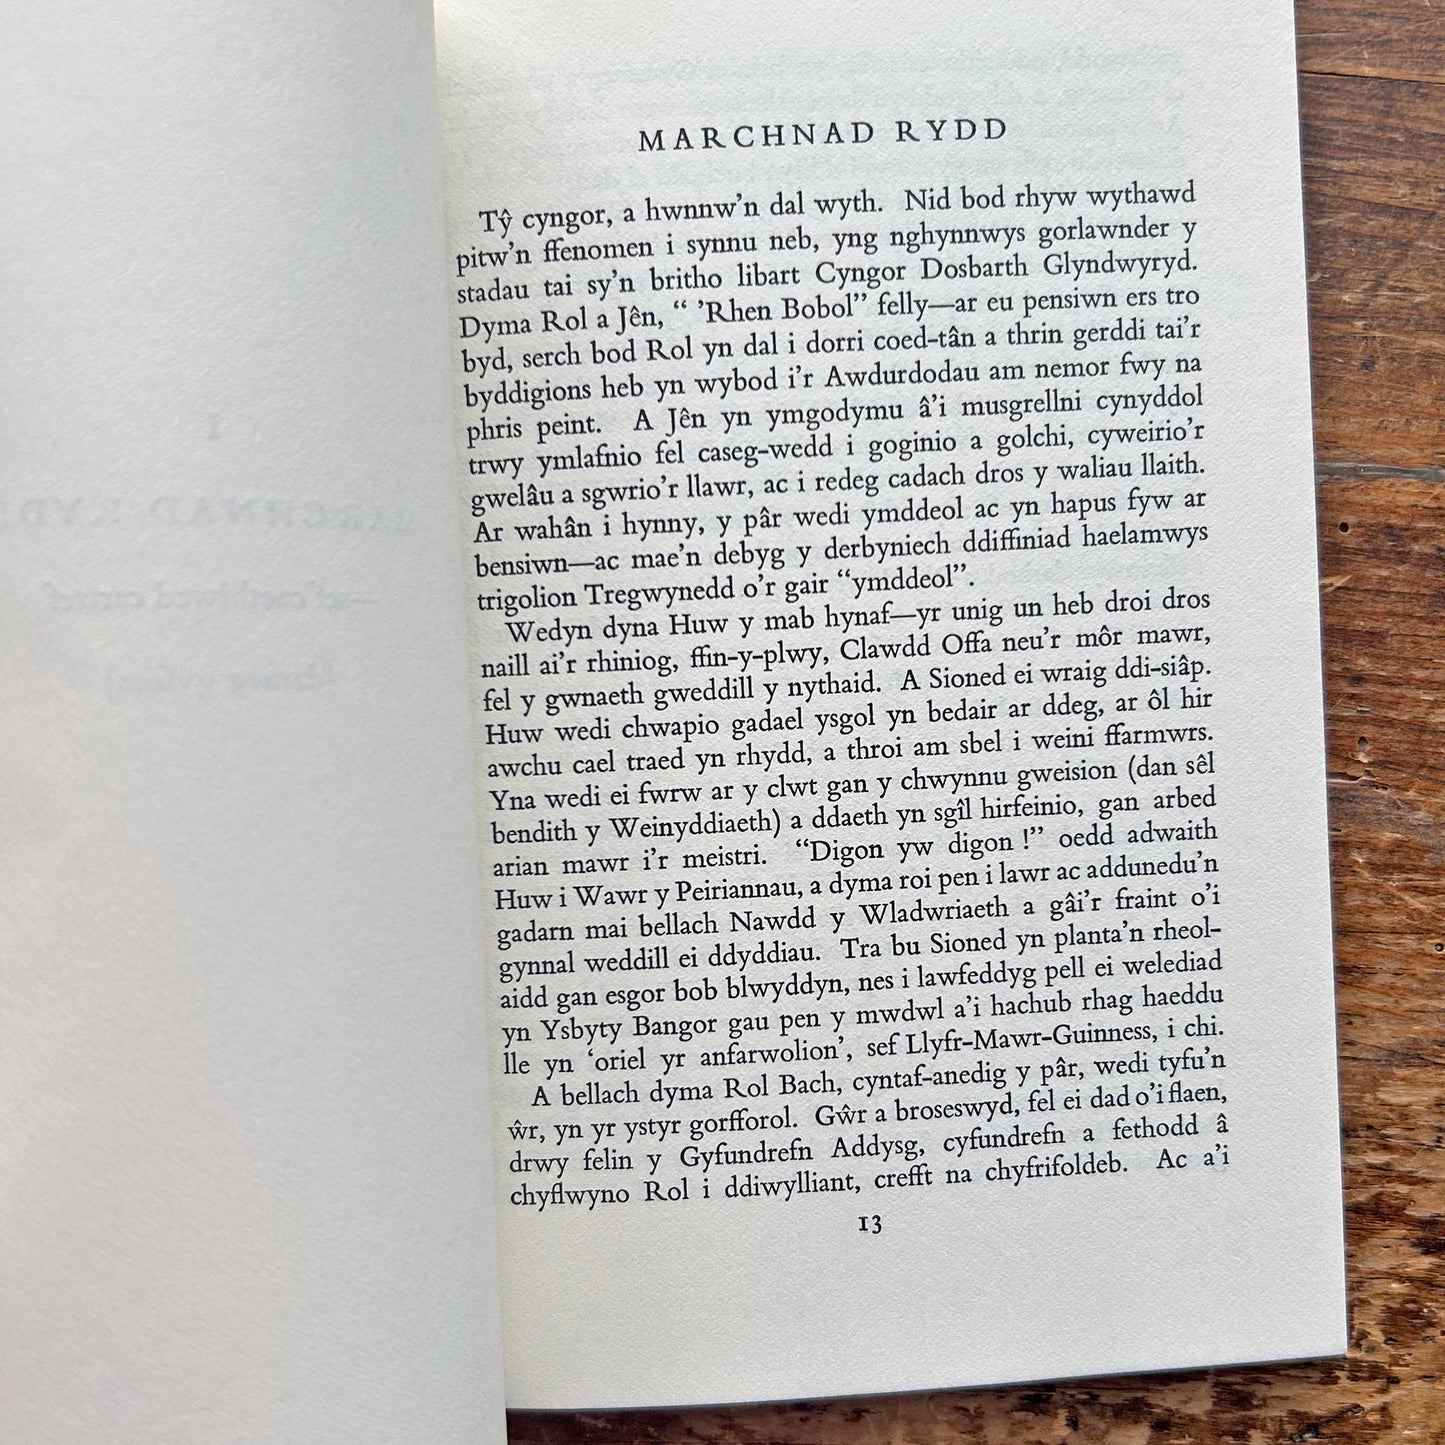 MARCHNAD RYDD
Tŷ cyngor, a hwnnw’n dal wyth. Nid bod rhyw wythawd
pitw’n ffenomen i synnu neb, yng nghynnwys gorlawnder y
stadau tai sy’n britho libart Cyngor Dosbarth Glyndwyryd.
Dyma Rol a Jên, “ ’Rhen Bobol” felly—ar eu pensiwn ers tro
byd, serch bod Rol yn dal i dorri coed-tân a thrin gerddi tai’r
byddigions heb yn wybod i’r Awdurdodau am nemor fwy na
phris peint. A Jên yn ymgodymu â’i musgrellni cynyddol
trwy ymlafnio fel caseg-wedd i goginio a golchi, cyweirio’r
gwelâu a sgwrio’r llawr, ac i redeg cadach dros y waliau llaith.
Ar wahân i hynny, y pâr wedi ymddeol ac yn hapus fyw ar
bensiwn—ac mae’n debyg y derbyniech ddiffiniad haelamwys
trigolion Tregwynedd o’r gair “ymddeol”.
Wedyn dyna Huw y mab hynaf—yr unig un heb droi dros
naill ai’r rhiniog, ffin-y-plwy, Clawdd Offa neu’r môr mawr,
fel y gwnaeth gweddill y nythaid. A Sioned ei wraig ddi-siâp.
Huw wedi chwapio gadael ysgol yn bedair ar ddeg, ar ôl hir
awchu cael traed yn rhydd, a throi am sbel i weini ffarmwrs.
Yna wedi ei fwrw ar y clwt gan y chwynnu gweision (dan sêl
bendith y Weinyddiaeth) a ddaeth yn sgîl hirfeinio, gan arbed
arian mawr i’r meistri. “Digon yw digon !” oedd adwaith
Huw i Wawr y Peiriannau, a dyma roi pen i lawr ac addunedu’n
gadarn mai bellach Nawdd y Wladwriaeth a gâi’r fraint o’i
gynnal weddill ei ddyddiau. Tra bu Sioned yn planta’n rheol-
aidd gan esgor bob blwyddyn, nes i lawfeddyg pell ei welediad
yn Ysbyty Bangor gau pen y mwdwl a’i hachub rhag haeddu
lle yn ‘oriel yr anfarwolion’, sef Llyfr-Mawr-Guinness, i chi.
A bellach dyma Rol Bach, cyntaf-anedig y pâr, wedi tyfu’n
ŵr, yn yr ystyr gorfforol. Gŵr a broseswyd, fel ei dad o’i flaen,
drwy felin y Gyfundrefn Addysg, cyfundrefn a fethodd â
chyflwyno Rol i ddiwylliant, crefft na chyfrifoldeb. Ac a’i
13